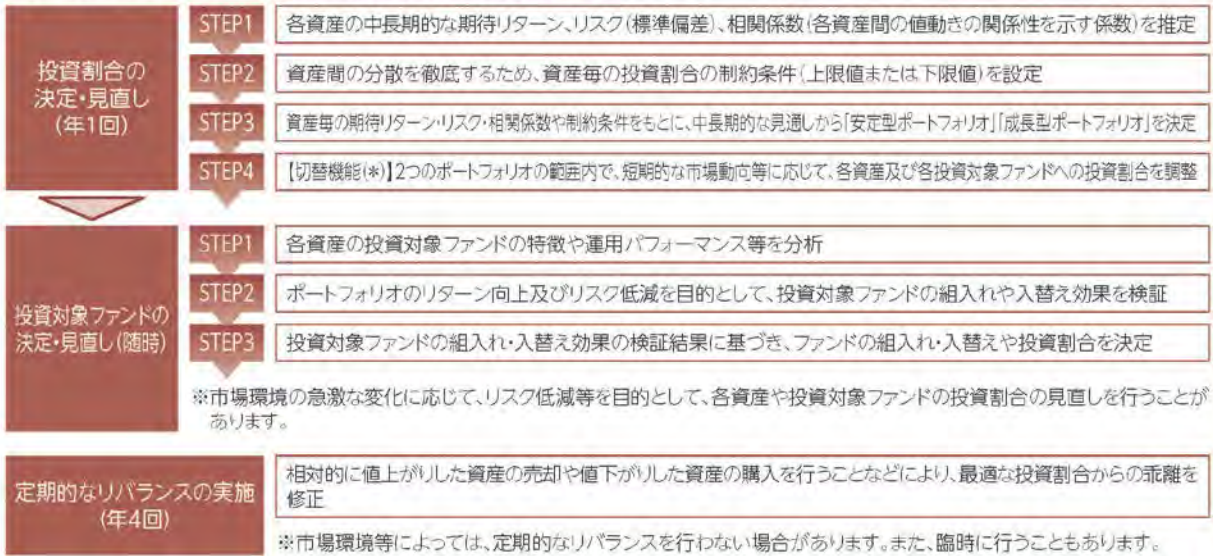 投資割合の
決定・見直し
(年1回)
STEP1
各資産の中長期的な期待リターン、リスク(標準偏差)、相関係数(各資産間の値動きの関係性を示す係数)を推定
STEP2
資産間の分散を徹底するため、資産毎の投資割合の制約条件(上限値または下限値)を設定
STEP3
資産毎の期待リターン・リスク・相関係数や制約条件をもとに、中長期的な見通しから「安定型ポートフォリオ」「成長型ポートフォリオ」を決定
STEP4
【切替機能(*)】2つのポートフォリオの範囲内で、短期的な市場動向等に応じて、各資産及び各投資対象ファンドへの投資割合を調整
投資対象ファンドの
決定・見直し(随時)
STEP1
各資産の投資対象ファンドの特徴や運用パフォーマンス等を分析
STEP2
ポートフォリオのリターン向上及びリスク低減を目的として、投資対象ファンドの組入れや入替え効果を検証
STEP3
投資対象ファンドの組入れ・入替え効果の検証結果に基づき、ファンドの組入れ・入替えや投資割合を決定
※市場環境の急激な変化に応じて、リスク低減等を目的として、各資産や投資対象ファンドの投資割合の見直しを行うことが
あります。
定期的なリバランスの実施
(年4回)
相対的に値上がりした資産の売却や値下がりした資産の購入を行うことなどにより、最適な投資割合からの乖離を
修正
※市場環境等によっては、定期的なリバランスを行わない場合があります。また、臨時に行うこともあります。